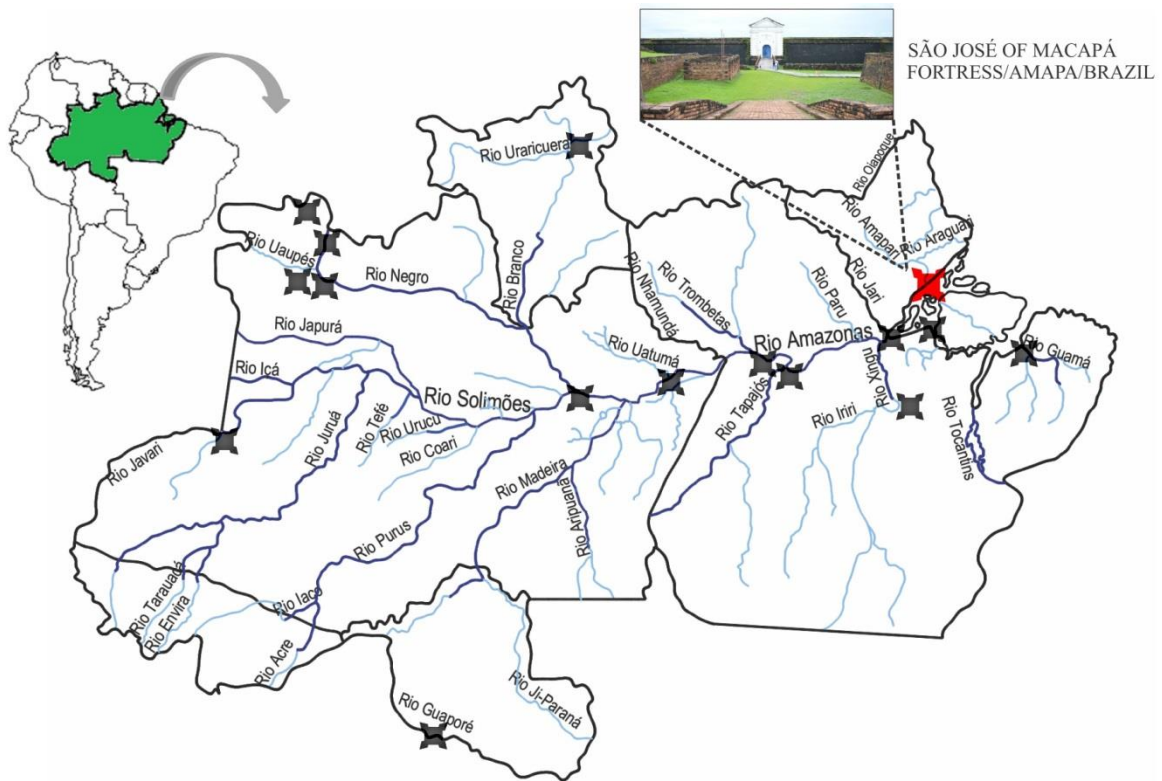 SÃO JOSÉ OF MACAPÁ
FORTRESS/AMAPA/BRAZIL
Rio Uraricuera
Rio Oiapoque
Rio Amapari
Rio Araguari
Rio Uaupés
Rio Negro
Rio Branco
Rio Nhamundá
Rio Trombetas
Rio Paru
Rio Jari
Rio Japurá
Rio Amazonas
Rio Uatumá
Rio Guamá
Rio Içá
Rio Solimões
Rio Xingu
Rio Tapajós
Rio Juruá
Rio Tefé
Rio Urucu
Rio Coari
Rio Iriri
Rio Tocantins
Rio Javari
Rio Madeira
Rio Aripuanã
Rio Purus
Rio Tarauacá
Rio Envira
Rio Iaco
Rio Acre
Rio Guaporé
Rio Ji-Paraná